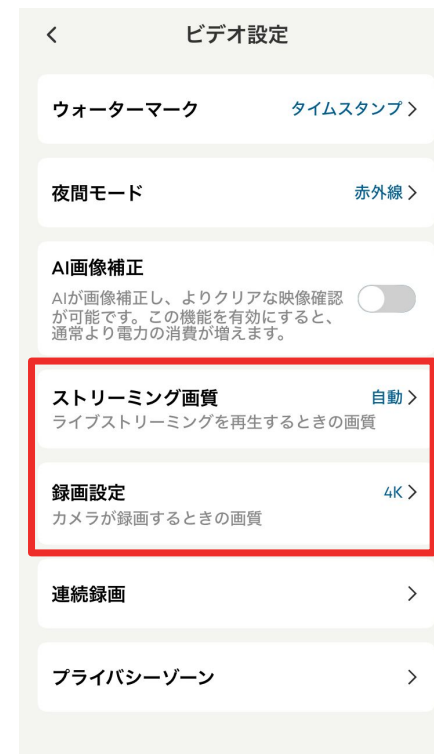 ビデオ設定
ウォーターマーク タイムスタンプ
夜間モード 赤外線
AI画像補正
AIが画像補正し、よりクリアな映像確認
が可能です。この機能を有効にすると、
通常より電力の消費が増えます。
ストリーミング画質 自動
ライブストリーミングを再生するときの画質
録画設定 4K
カメラが録画するときの画質
連続録画
プライバシーゾーン